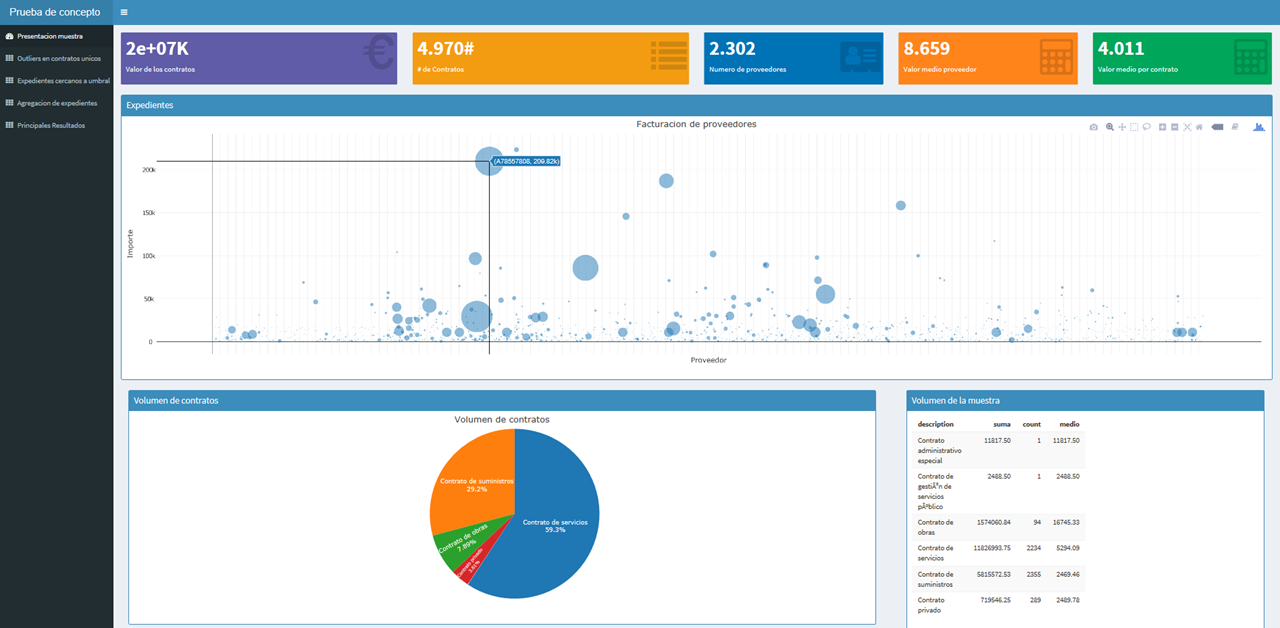 Prueba de concepto
Presentacion muestra
Outliers en contratos unicos
Expedientes cercanos a umbral
Agregacion de expedientes
Principales Resultados
2e+07K
Valor de los contratos
4.970#
# de Contratos
2.302
Numero de proveedores
8.659
Valor medio proveedor
4.011
Valor medio por contrato
Expedientes
Facturacion de proveedores
(A78557808, 209.82k)
200k
150k
100k
50k
0
Importe
Proveedor
Volumen de contratos
Volumen de contratos
Contrato de suministros
29.2%
Contrato de servicios
59.3%
Contrato de obras
7.89%
Contrato privado
3.61%
Volumen de la muestra
description suma count medio
Contrato 11817.50 1 11817.50
administrativo
especial
Contrato de 2488.50 1 2488.50
gestiÃ³n de
servicios
pÃºblico
Contrato de 1574060.84 94 16745.33
obras
Contrato de 11826993.75 2234 5294.09
servicios
Contrato de 5815572.53 2355 2469.46
suministros
Contrato 719546.25 289 2489.78
privado